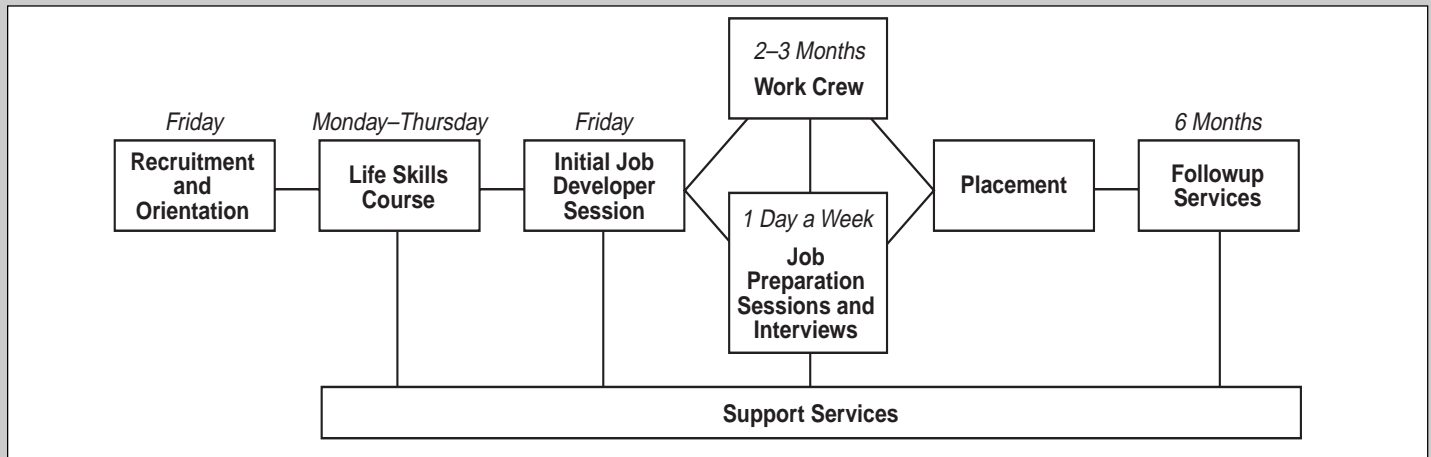 Friday
Recruitment
and
Orientation
Monday–Thursday
Life Skills
Course
Friday
Initial Job
Developer
Session
2–3 Months
Work Crew
1 Day a Week
Job
Preparation
Sessions and
Interviews
Placement
6 Months
Followup
Services
Support Services